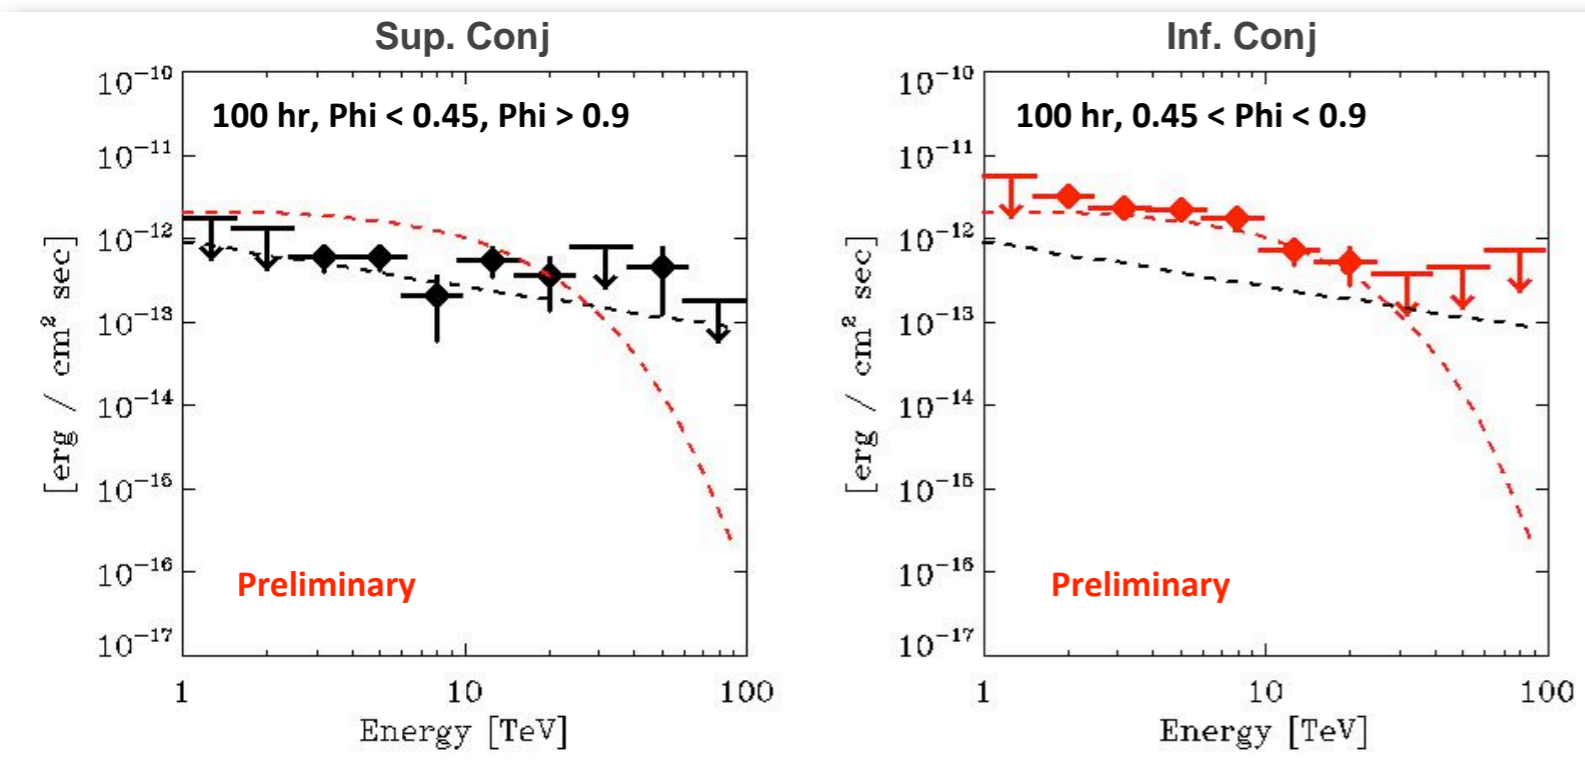 Sup. Conj
10⁻¹⁰
10⁻¹¹
10⁻¹²
10⁻¹³
10⁻¹⁴
10⁻¹⁵
10⁻¹⁶
10⁻¹⁷
[erg / cm² sec]
100 hr, Phi < 0.45, Phi > 0.9
Preliminary
1 10 100
Energy [TeV]
Inf. Conj
10⁻¹⁰
10⁻¹¹
10⁻¹²
10⁻¹³
10⁻¹⁴
10⁻¹⁵
10⁻¹⁶
10⁻¹⁷
[erg / cm² sec]
100 hr, 0.45 < Phi < 0.9
Preliminary
1 10 100
Energy [TeV]